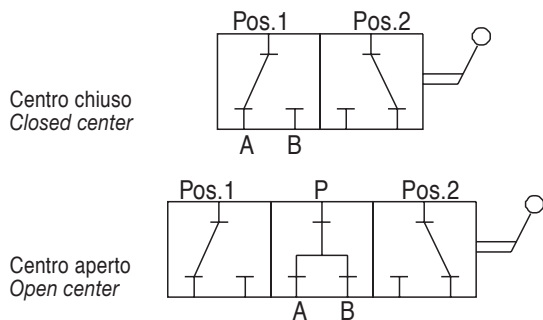 Pos.1 Pos.2
Centro chiuso
Closed center
A B
Pos.1 P Pos.2
Centro aperto
Open center
A B